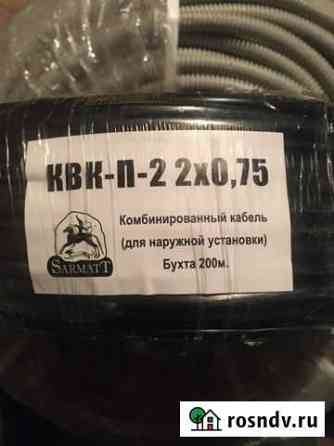 КВК-П-2 2х0,75
Комбинированный кабель
(для наружной установки)
Бухта 200м.
SARMATT
rosndv.ru